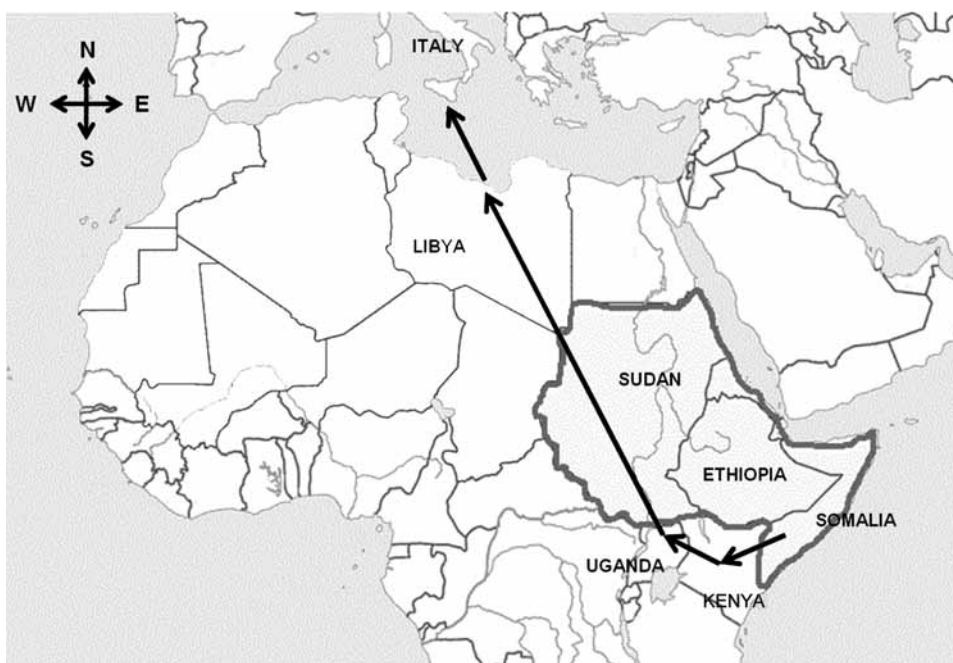 ITALY
N
W E
S
LIBYA
SUDAN
ETHIOPIA
SOMALIA
UGANDA
KENYA